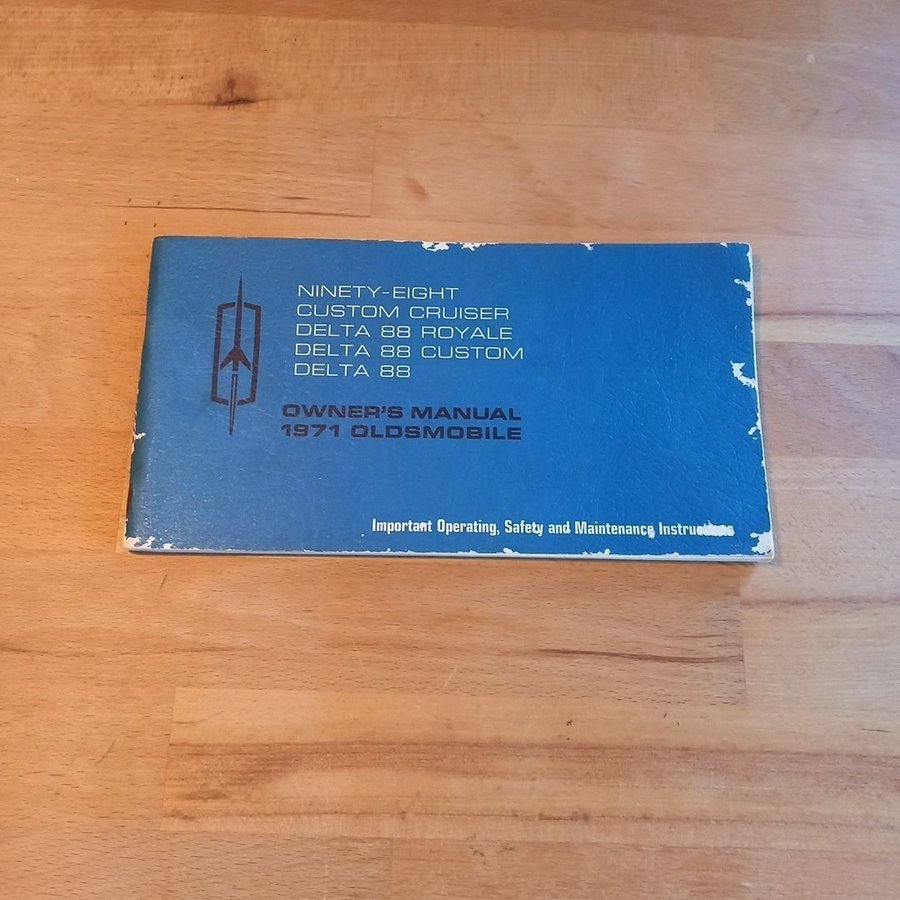 NINETY-EIGHT
CUSTOM CRUISER
DELTA 88 ROYALE
DELTA 88 CUSTOM
DELTA 88
OWNER'S MANUAL
1971 OLDSMOBILE
Important Operating, Safety and Maintenance Instructions